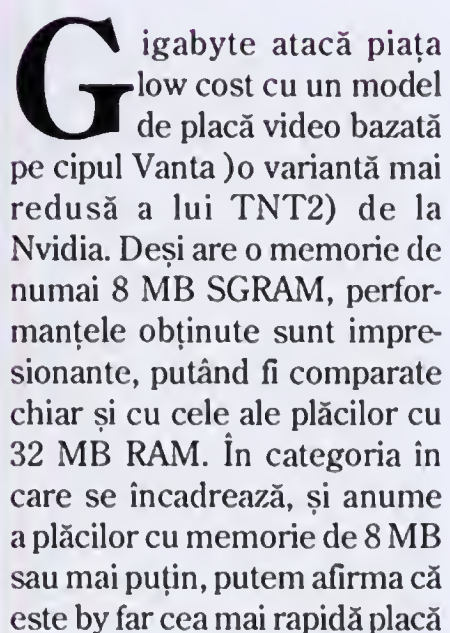 Gigabyte atacă piața
low cost cu un model
de placă video bazată
pe cipul Vanta )o variantă mai
redusă a lui TNT2) de la
Nvidia. Deși are o memorie de
numai 8 MB SGRAM, perfor-
manțele obținute sunt impre-
sionante, putând fi comparate
chiar și cu cele ale plăcilor cu
32 MB RAM. În categoria în
care se încadrează, și anume
a plăcilor cu memorie de 8 MB
sau mai puțin, putem afirma că
este by far cea mai rapidă placă